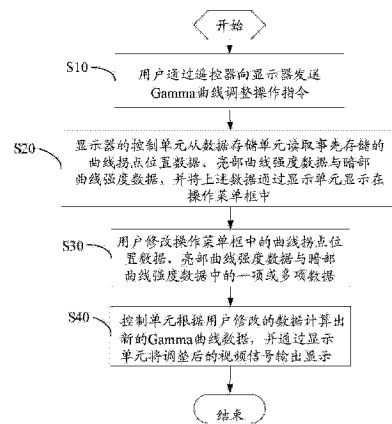 开始
S10
用户通过遥控器向显示器发送
Gamma曲线调整操作指令
S20
显示器的控制单元从数据存储单元读取事先存储的
曲线拐点位置数据、亮部曲线强度数据与暗部
曲线强度数据,并将上述数据通过显示单元显示在
操作菜单框中
S30
用户修改操作菜单框中的曲线拐点位
置数据、亮部曲线强度数据与暗部
曲线强度数据中的一项或多项数据
S40
控制单元根据用户修改的数据计算出
新的Gamma曲线数据,并通过显示
单元将调整后的视频信号输出显示
结束